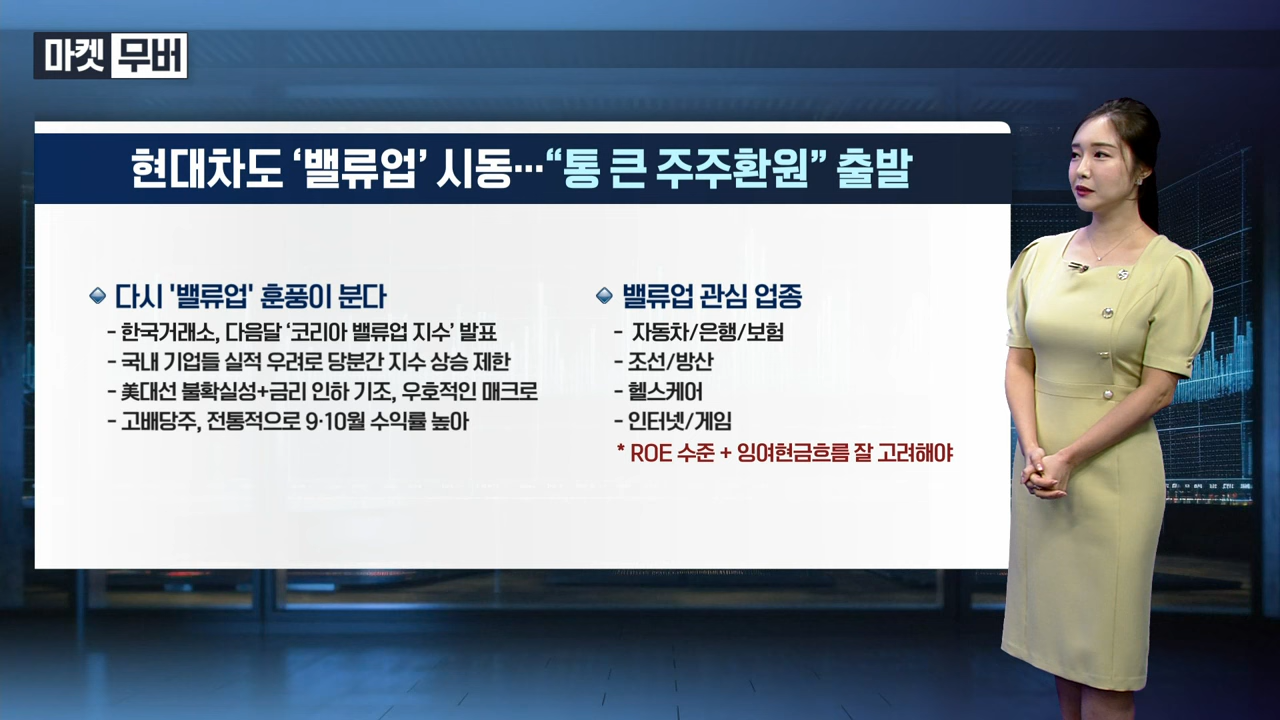 마켓무버
현대차도 ‘밸류업’ 시동…“통 큰 주주환원” 출발
다시 '밸류업' 훈풍이 분다
- 한국거래소, 다음달 ‘코리아 밸류업 지수’ 발표
- 국내 기업들 실적 우려로 당분간 지수 상승 제한
- 美대선 불확실성+금리 인하 기조, 우호적인 매크로
- 고배당주, 전통적으로 9·10월 수익률 높아
밸류업 관심 업종
- 자동차/은행/보험
- 조선/방산
- 헬스케어
- 인터넷/게임
* ROE 수준 + 잉여현금흐름 잘 고려해야